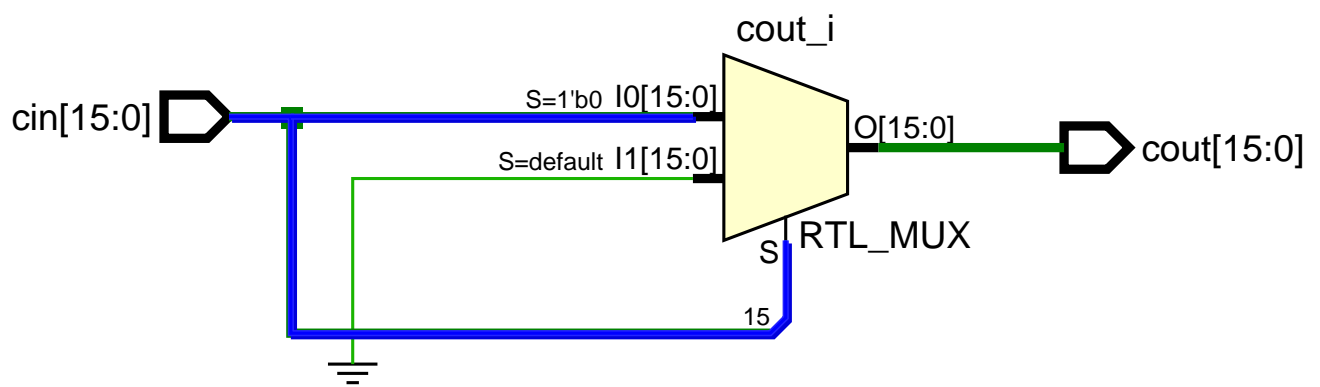 cout_i
S=1'b0 I0[15:0]
cin[15:0]
O[15:0]
S=default I1[15:0]
cout[15:0]
S RTL_MUX
15